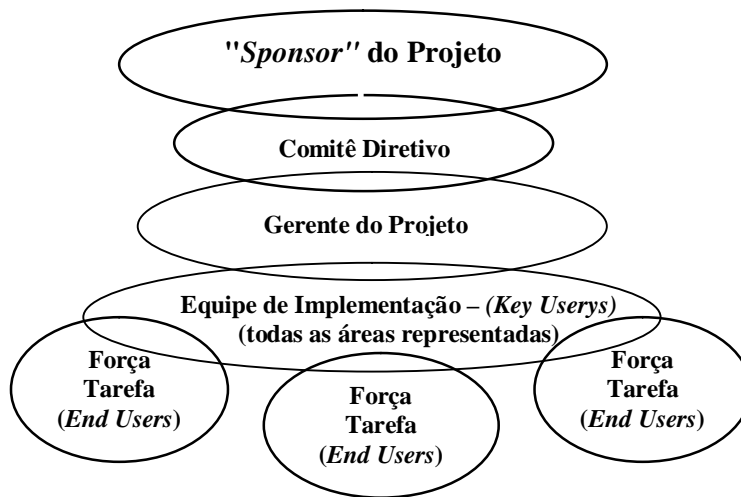 "Sponsor" do Projeto
Comitê Diretivo
Gerente do Projeto
Equipe de Implementação – (Key Userys)
(todas as áreas representadas)
Força
Tarefa
(End Users)
Força
Tarefa
(End Users)
Força
Tarefa
(End Users)